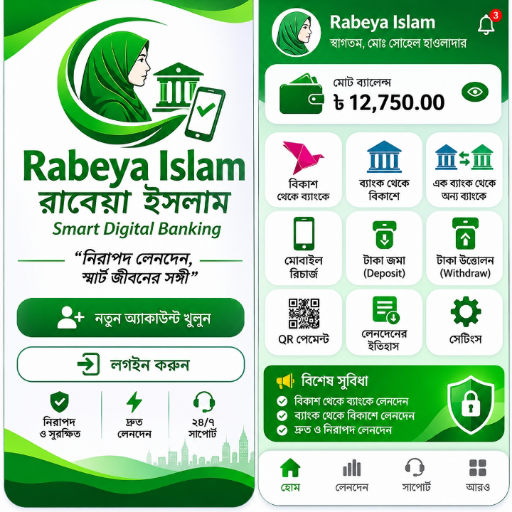 Rabeya Islam
রাবেয়া ইসলাম
Smart Digital Banking
“নিরাপদ লেনদেন,
স্মার্ট জীবনের সঙ্গী”
নতুন অ্যাকাউন্ট খুলুন
লগইন করুন
নিরাপদ
ও সুরক্ষিত
দ্রুত
লেনদেন
২৪/৭
সাপোর্ট
Rabeya Islam
স্বাগতম, মোঃ সোহেল হাওলাদার
3
মোট ব্যালেন্স
৳ 12,750.00
বিকাশ
থেকে ব্যাংকে
ব্যাংক থেকে
বিকাশে
এক ব্যাংক থেকে
অন্য ব্যাংকে
মোবাইল
রিচার্জ
টাকা জমা
(Deposit)
টাকা উত্তোলন
(Withdraw)
QR পেমেন্ট
লেনদেনের
ইতিহাস
সেটিংস
বিশেষ সুবিধা
বিকাশ থেকে ব্যাংকে লেনদেন
ব্যাংক থেকে বিকাশে লেনদেন
দ্রুত ও নিরাপদ লেনদেন
হোম
লেনদেন
সাপোর্ট
আরও